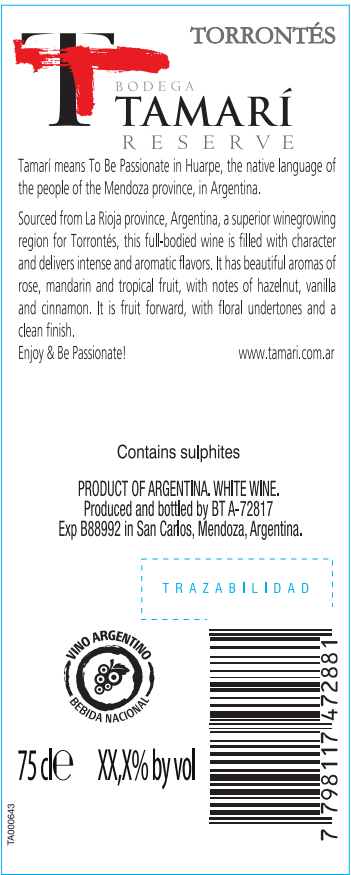 TORRONTÉS
T
BODEGA
TAMARÍ
RESERVE
Tamarí means To Be Passionate in Huarpe, the native language of
the people of the Mendoza province, in Argentina.
Sourced from La Rioja province, Argentina, a superior winegrowing
region for Torrontés, this full-bodied wine is filled with character
and delivers intense and aromatic flavors. It has beautiful aromas of
rose, mandarin and tropical fruit, with notes of hazelnut, vanilla
and cinnamon. It is fruit forward, with floral undertones and a
clean finish.
Enjoy & Be Passionate! www.tamari.com.ar
Contains sulphites
PRODUCT OF ARGENTINA. WHITE WINE.
Produced and bottled by BT A-72817
Exp B88992 in San Carlos, Mendoza, Argentina.
TRAZABILIDAD
VINO ARGENTINO
BEBIDA NACIONAL
75 cl℮ XX,X% by vol
TA000643
7 798117 472881